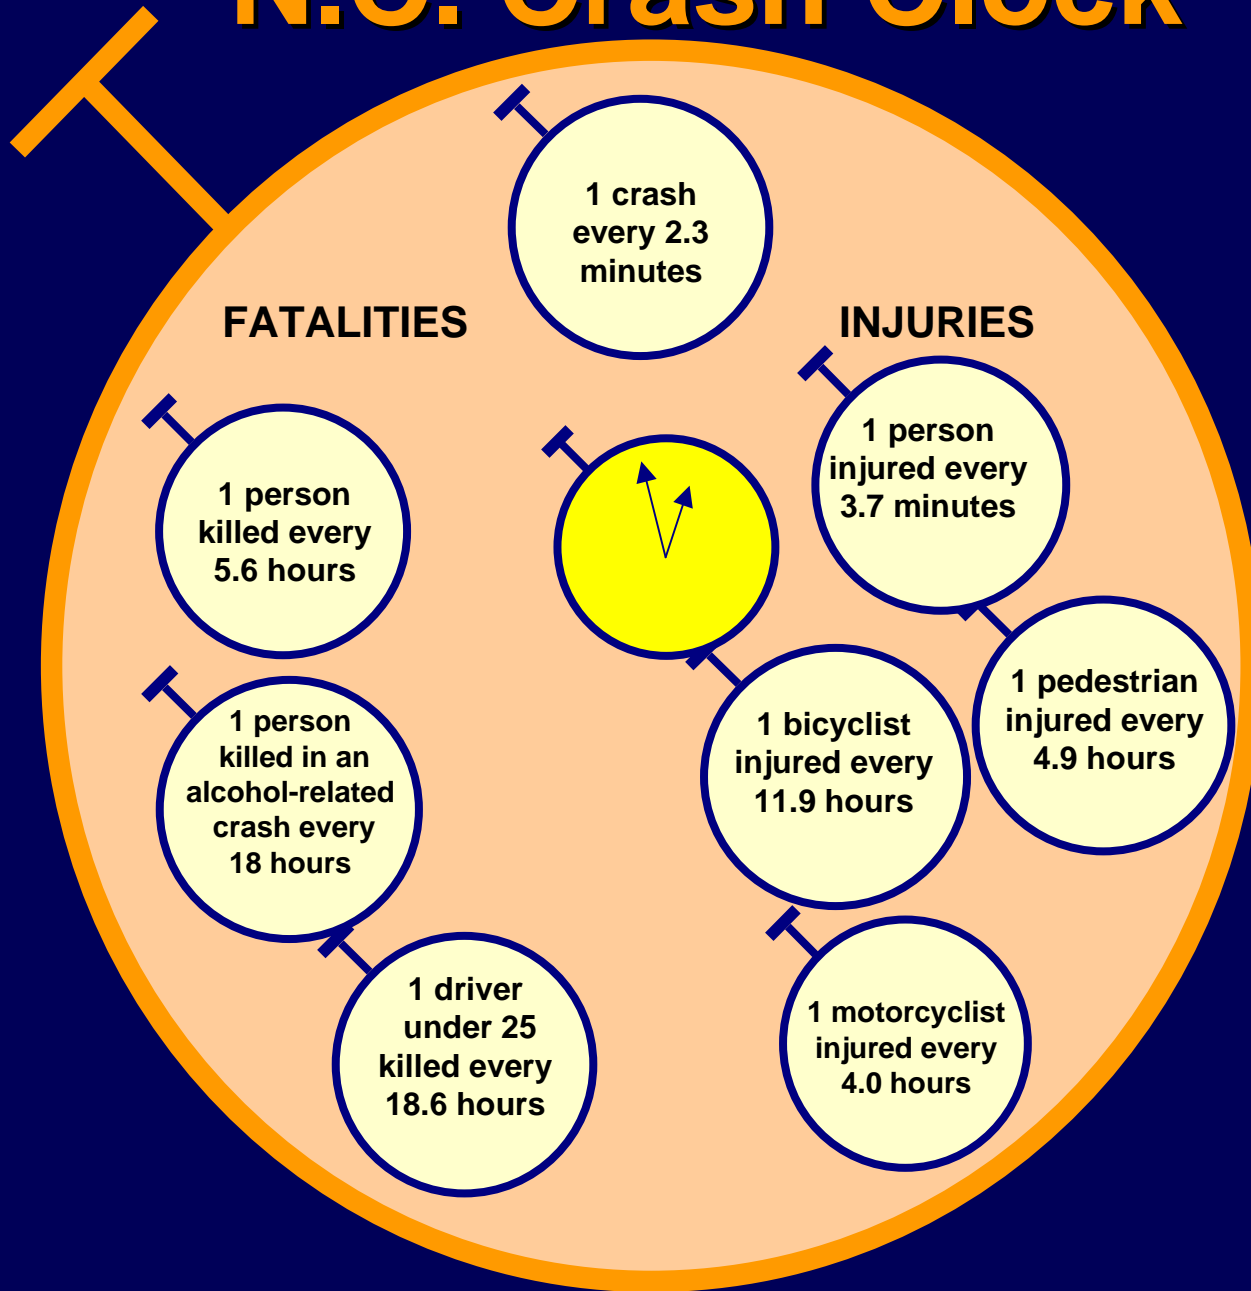 N.C. Crash Clock
1 crash
every 2.3
minutes
FATALITIES
INJURIES
1 person
killed every
5.6 hours
1 person
injured every
3.7 minutes
1 person
killed in an
alcohol-related
crash every
18 hours
1 bicyclist
injured every
11.9 hours
1 pedestrian
injured every
4.9 hours
1 driver
under 25
killed every
18.6 hours
1 motorcyclist
injured every
4.0 hours